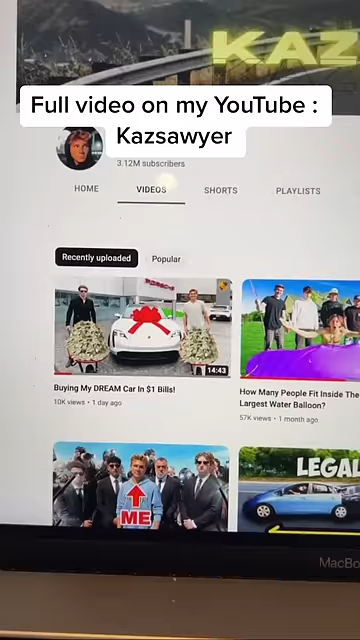 KAZ
Full video on my YouTube :
Kazsawyer
3.12M subscribers
HOME
VIDEOS
SHORTS
PLAYLISTS
Recently uploaded
Popular
PORSCHE
14:43
Buying My DREAM Car In $1 Bills!
10K views • 1 day ago
How Many People Fit Inside The
Largest Water Balloon?
57K views • 1 month ago
ME
LEGAL
MacBo